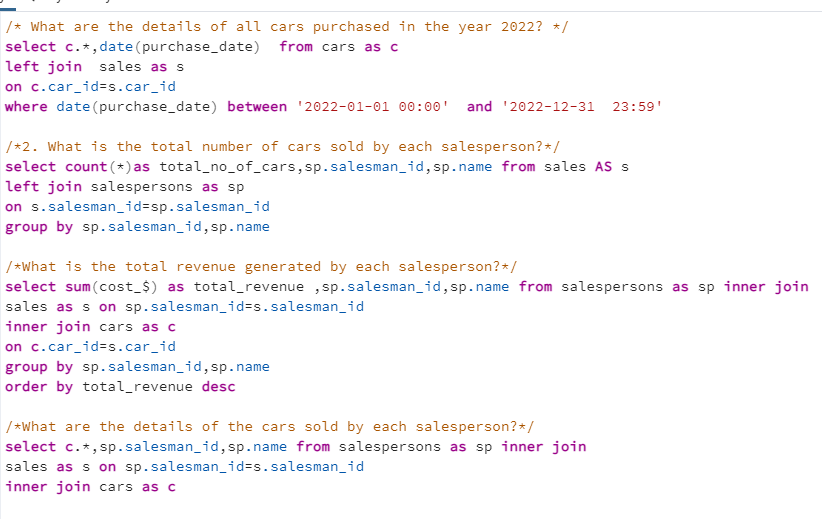 /* What are the details of all cars purchased in the year 2022? */
select c.*,date(purchase_date)  from cars as c
left join  sales as s
on c.car_id=s.car_id
where date(purchase_date) between '2022-01-01 00:00'  and '2022-12-31  23:59'

/*2. What is the total number of cars sold by each salesperson?*/
select count(*)as total_no_of_cars,sp.salesman_id,sp.name from sales AS s
left join salespersons as sp
on s.salesman_id=sp.salesman_id
group by sp.salesman_id,sp.name

/*What is the total revenue generated by each salesperson?*/
select sum(cost_$) as total_revenue ,sp.salesman_id,sp.name from salespersons as sp inner join
sales as s on sp.salesman_id=s.salesman_id
inner join cars as c
on c.car_id=s.car_id
group by sp.salesman_id,sp.name
order by total_revenue desc

/*What are the details of the cars sold by each salesperson?*/
select c.*,sp.salesman_id,sp.name from salespersons as sp inner join
sales as s on sp.salesman_id=s.salesman_id
inner join cars as c